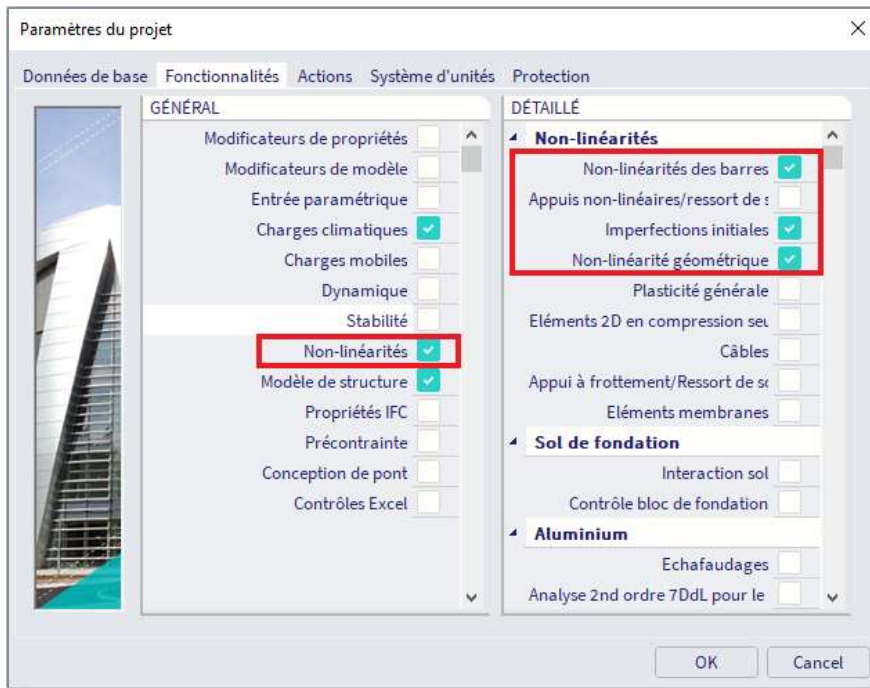 Paramètres du projet
Données de base Fonctionnalités Actions Système d'unités Protection
GÉNÉRAL
Modificateurs de propriétés
Modificateurs de modèle
Entrée paramétrique
Charges climatiques
Charges mobiles
Dynamique
Stabilité
Non-linéarités
Modèle de structure
Propriétés IFC
Précontrainte
Conception de pont
Contrôles Excel
DÉTAILLÉ
Non-linéarités
Non-linéarités des barres
Appuis non-linéaires/ressort de s
Imperfections initiales
Non-linéarité géométrique
Plasticité générale
Eléments 2D en compression seu
Câbles
Appui à frottement/Ressort de so
Eléments membranes
Sol de fondation
Interaction sol
Contrôle bloc de fondation
Aluminium
Echafaudages
Analyse 2nd ordre 7DdL pour le
OK Cancel